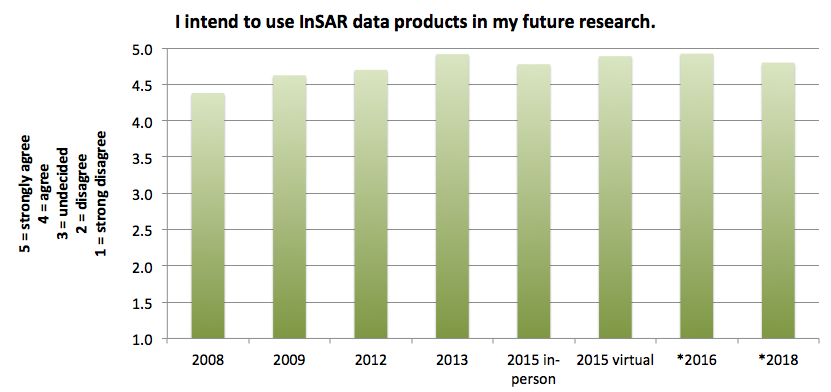 I intend to use InSAR data products in my future research.
5 = strongly agree
4 = agree
3 = undecided
2 = disagree
1 = strong disagree
5.0
4.5
4.0
3.5
3.0
2.5
2.0
1.5
1.0
2008 2009 2012 2013 2015 in- 2015 virtual *2016 *2018
person